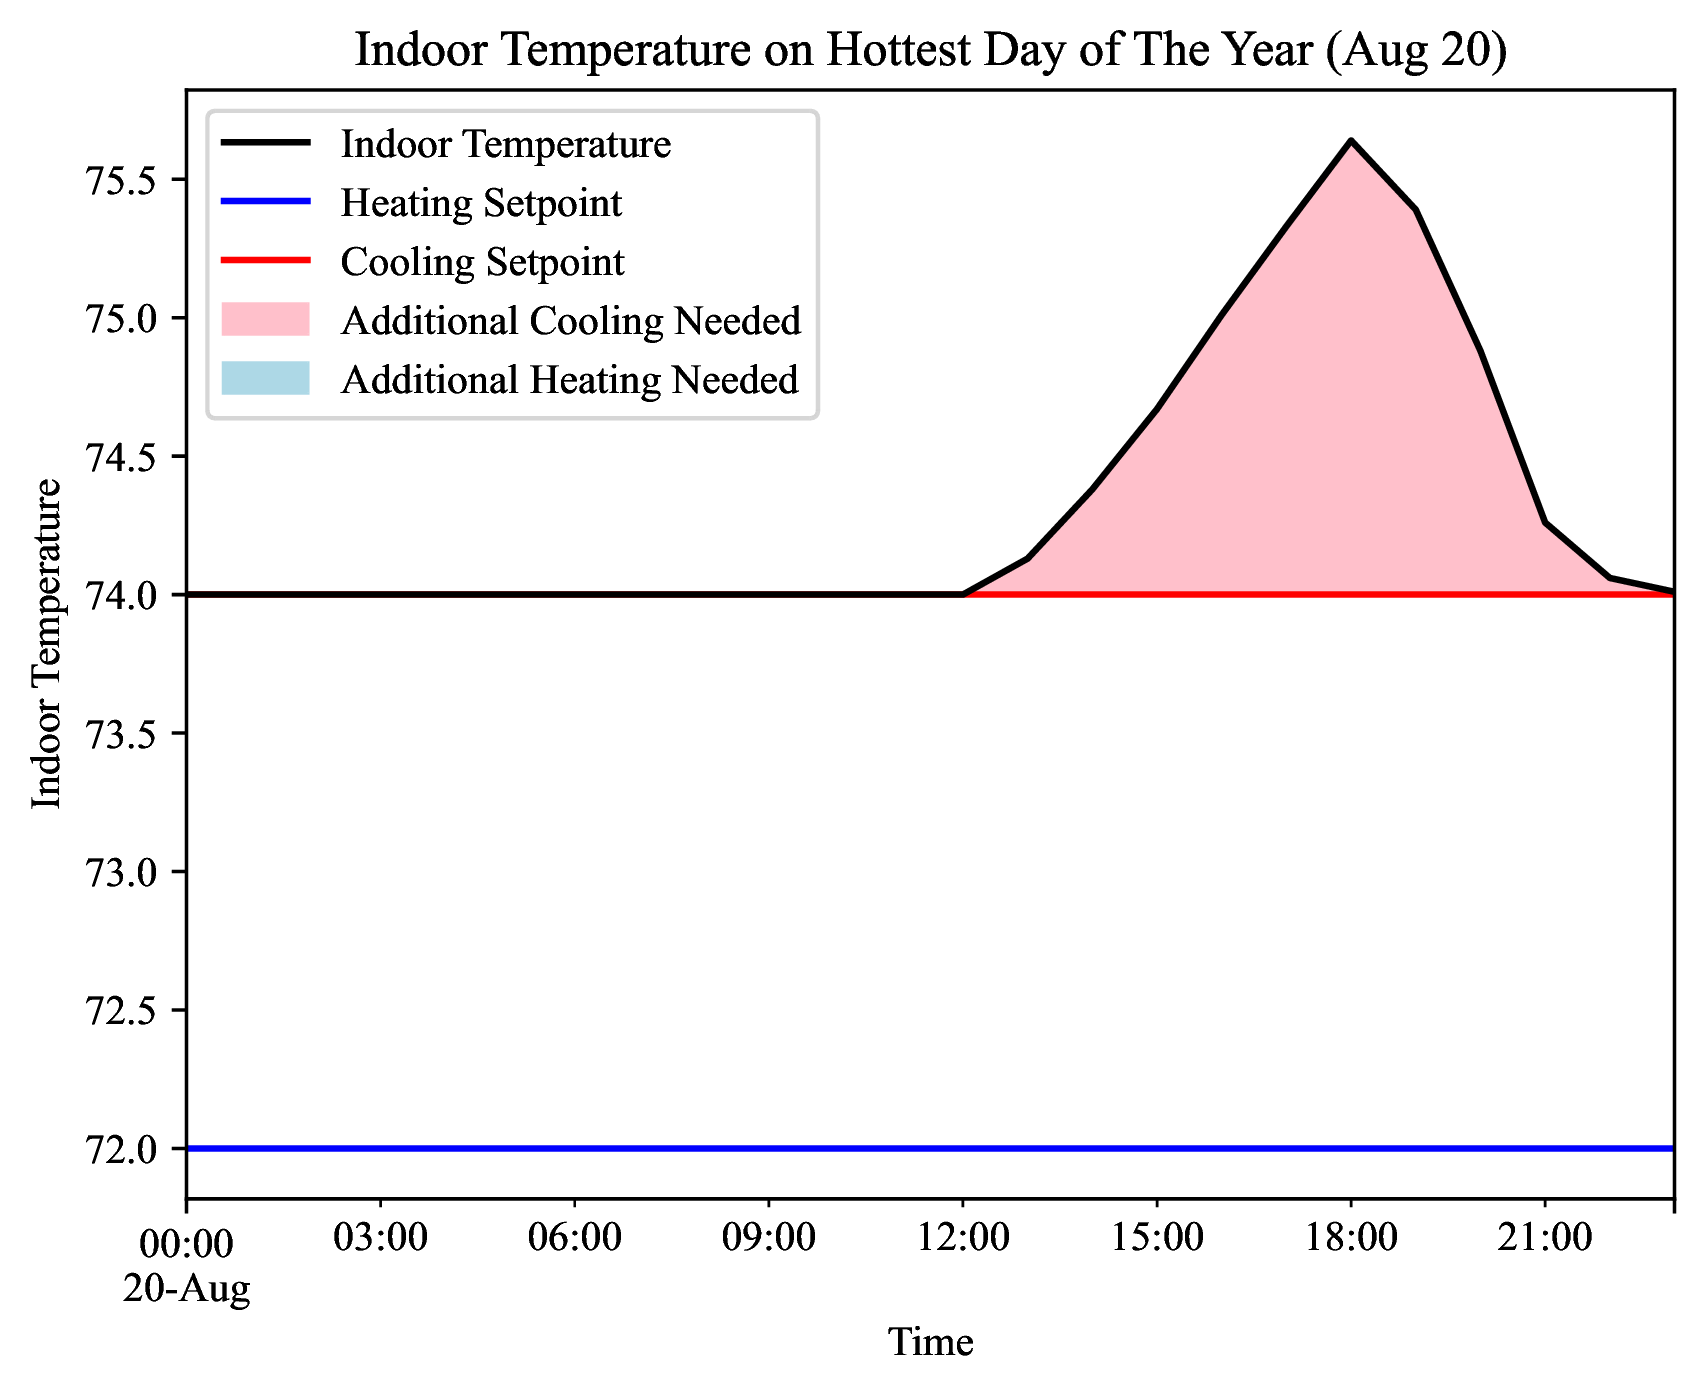 Indoor Temperature on Hottest Day of The Year (Aug 20)
Indoor Temperature
Heating Setpoint
Cooling Setpoint
Additional Cooling Needed
Additional Heating Needed
Indoor Temperature
75.5
75.0
74.5
74.0
73.5
73.0
72.5
72.0
00:00 03:00 06:00 09:00 12:00 15:00 18:00 21:00
20-Aug
Time